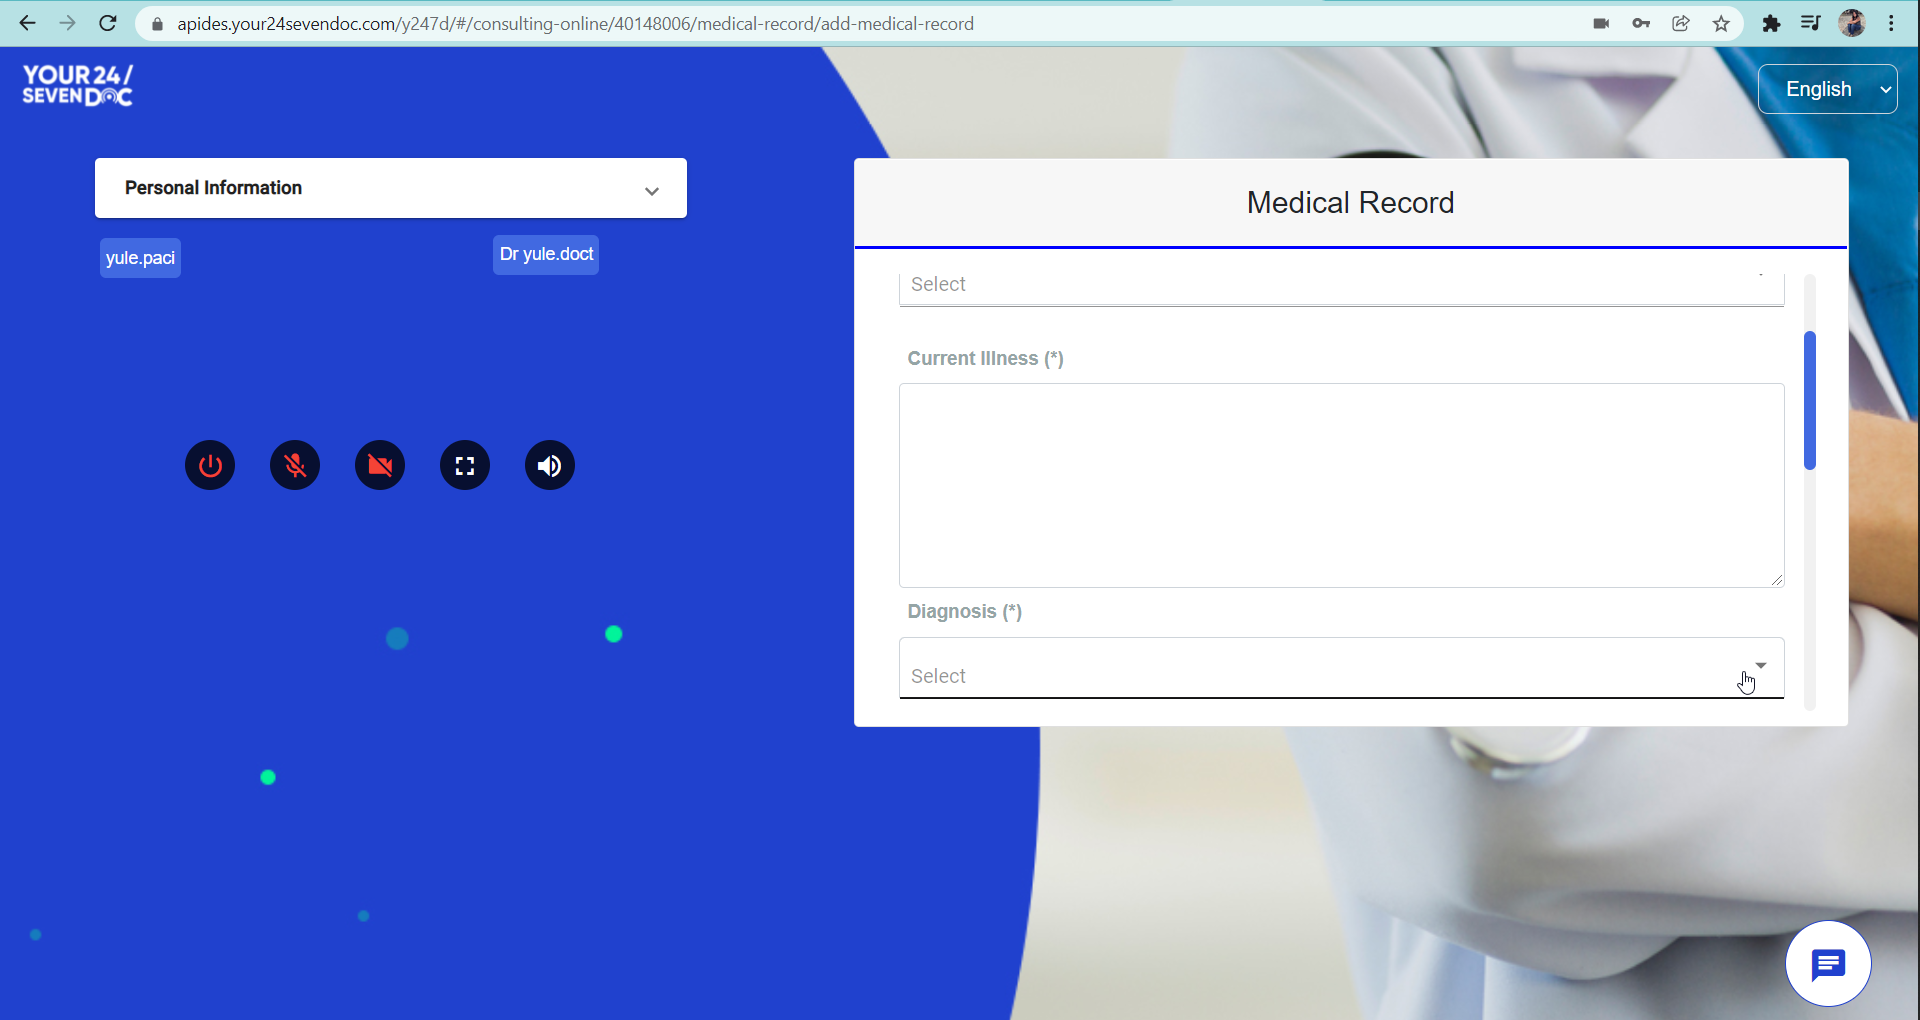 apides.your24sevendoc.com/y247d/#/consulting-online/40148006/medical-record/add-medical-record
YOUR 24 /
SEVEN DOC
English
Personal Information
yule.paci
Dr yule.doct
Medical Record
Select
Current Illness (*)
Diagnosis (*)
Select